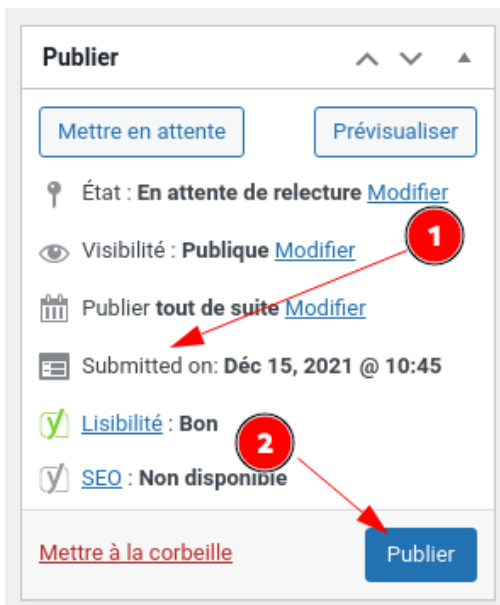 Publier
Mettre en attente
Prévisualiser
État : En attente de relecture Modifier
1
Visibilité : Publique Modifier
Publier tout de suite Modifier
Submitted on: Déc 15, 2021 @ 10:45
Lisibilité : Bon
2
SEO : Non disponible
Mettre à la corbeille
Publier